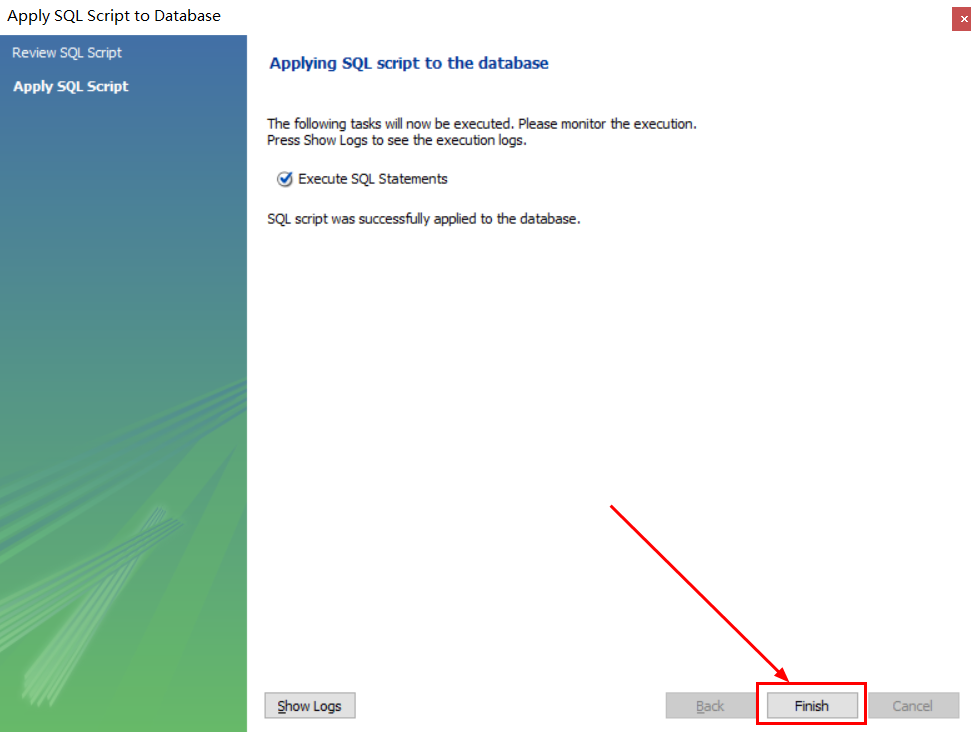 Apply SQL Script to Database
Review SQL Script
Apply SQL Script
Applying SQL script to the database
The following tasks will now be executed. Please monitor the execution.
Press Show Logs to see the execution logs.
Execute SQL Statements
SQL script was successfully applied to the database.
Show Logs
Back
Finish
Cancel